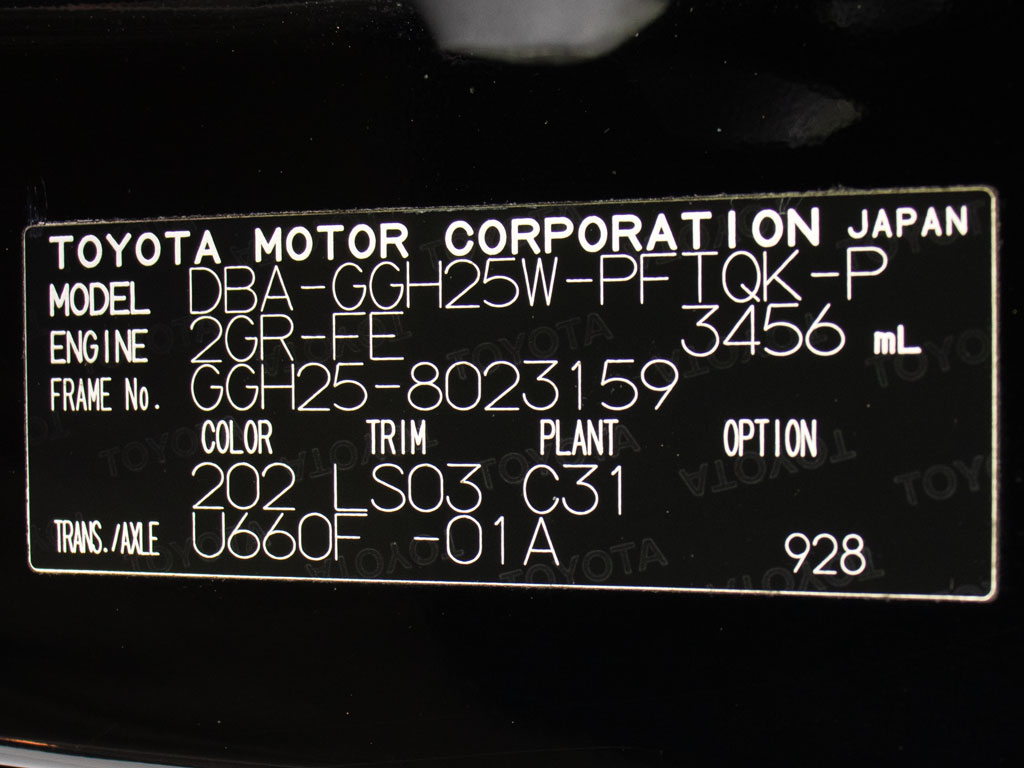 TOYOTA MOTOR CORPORATION JAPAN
MODEL DBA-GGH25W-PFTQK-P
ENGINE 2GR-FE 3456 mL
FRAME No. GGH25-8023159
COLOR TRIM PLANT OPTION
202 LS03 C31
TRANS./AXLE U660F -01A 928